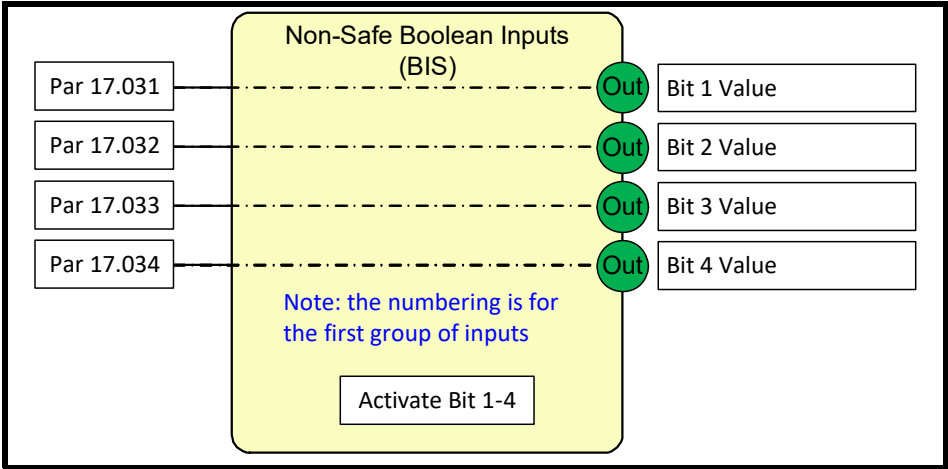 Non-Safe Boolean Inputs
(BIS)
Par 17.031
Out
Bit 1 Value
Par 17.032
Out
Bit 2 Value
Par 17.033
Out
Bit 3 Value
Par 17.034
Out
Bit 4 Value
Note: the numbering is for
the first group of inputs
Activate Bit 1-4